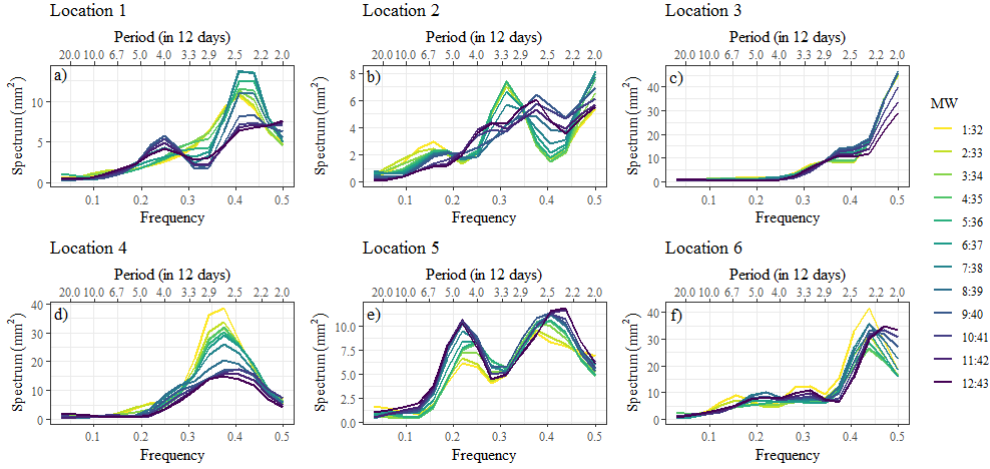 Location 1
Location 2
Location 3
Period (in 12 days)
Period (in 12 days)
Period (in 12 days)
20.0 10.0 6.7 5.0 4.0 3.3 2.9 2.5 2.2 2.0
20.0 10.0 6.7 5.0 4.0 3.3 2.9 2.5 2.2 2.0
20.0 10.0 6.7 5.0 4.0 3.3 2.9 2.5 2.2 2.0
a)
b)
c)
Spectrum (mm²)
10
5
0
Spectrum (mm²)
8
6
4
2
0
Spectrum (mm²)
40
30
20
10
0
0.1 0.2 0.3 0.4 0.5
0.1 0.2 0.3 0.4 0.5
0.1 0.2 0.3 0.4 0.5
Frequency
Frequency
Frequency
Location 4
Location 5
Location 6
Period (in 12 days)
Period (in 12 days)
Period (in 12 days)
20.0 10.0 6.7 5.0 4.0 3.3 2.9 2.5 2.2 2.0
20.0 10.0 6.7 5.0 4.0 3.3 2.9 2.5 2.2 2.0
20.0 10.0 6.7 5.0 4.0 3.3 2.9 2.5 2.2 2.0
d)
e)
f)
Spectrum (mm²)
40
30
20
10
0
Spectrum (mm²)
10.0
7.5
5.0
2.5
0.0
Spectrum (mm²)
40
30
20
10
0
0.1 0.2 0.3 0.4 0.5
0.1 0.2 0.3 0.4 0.5
0.1 0.2 0.3 0.4 0.5
Frequency
Frequency
Frequency
MW
1:32
2:33
3:34
4:35
5:36
6:37
7:38
8:39
9:40
10:41
11:42
12:43